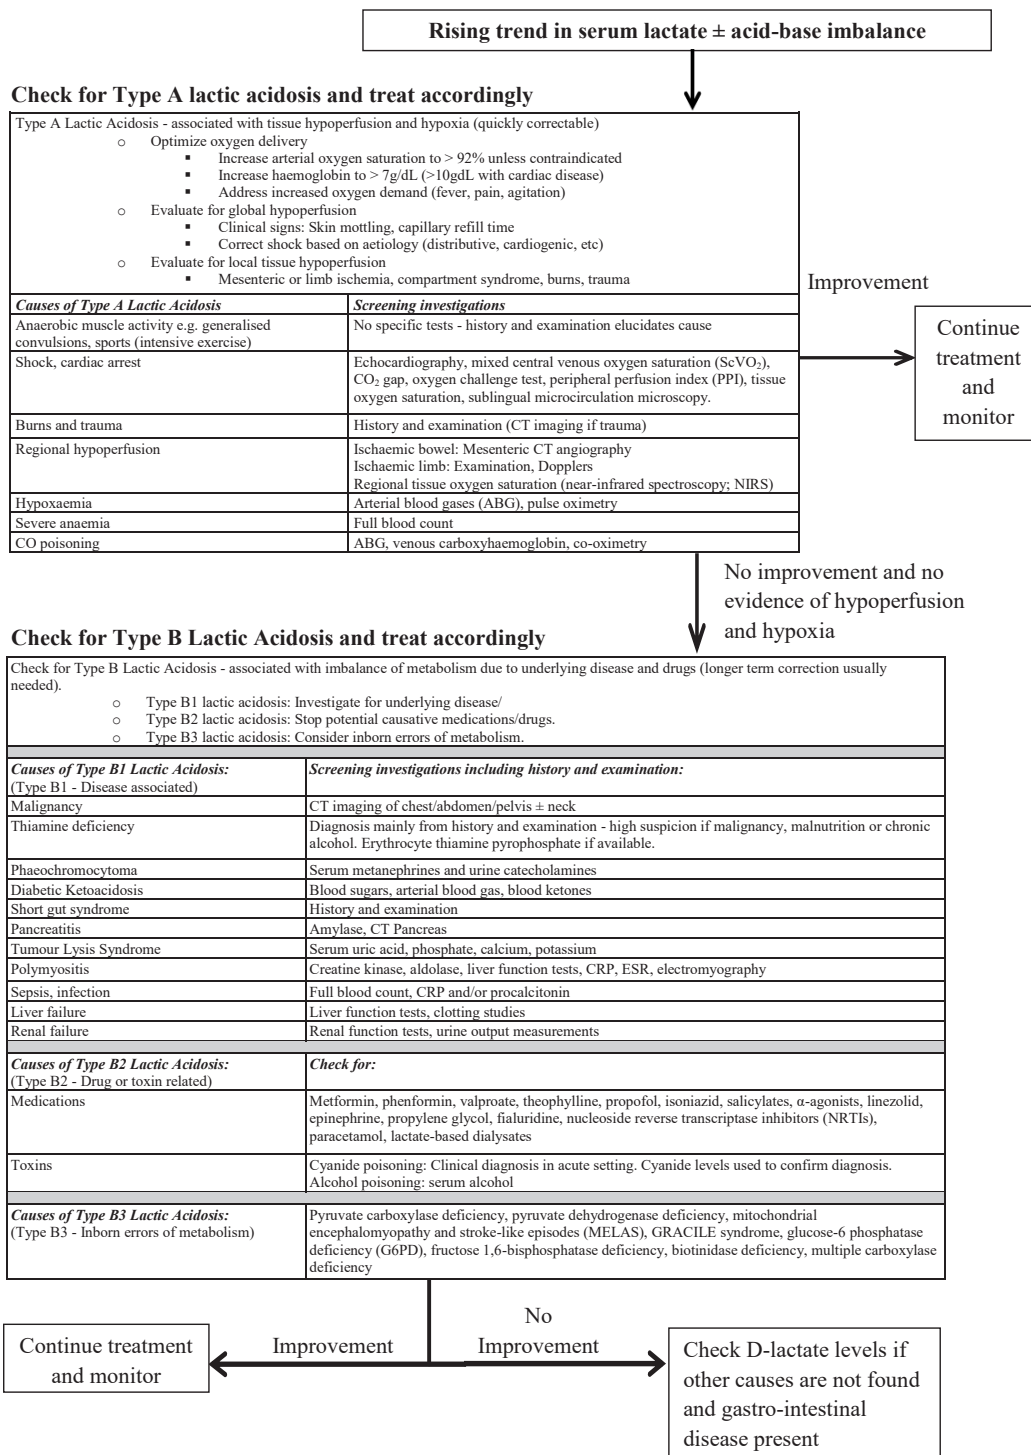 Rising trend in serum lactate ± acid-base imbalance
Check for Type A lactic acidosis and treat accordingly
Type A Lactic Acidosis - associated with tissue hypoperfusion and hypoxia (quickly correctable)
o Optimize oxygen delivery
▪ Increase arterial oxygen saturation to > 92% unless contraindicated
▪ Increase haemoglobin to > 7g/dL (>10gdL with cardiac disease)
▪ Address increased oxygen demand (fever, pain, agitation)
o Evaluate for global hypoperfusion
▪ Clinical signs: Skin mottling, capillary refill time
▪ Correct shock based on aetiology (distributive, cardiogenic, etc)
o Evaluate for local tissue hypoperfusion
▪ Mesenteric or limb ischemia, compartment syndrome, burns, trauma
Causes of Type A Lactic Acidosis
Screening investigations
Anaerobic muscle activity e.g. generalised
convulsions, sports (intensive exercise)
No specific tests - history and examination elucidates cause
Shock, cardiac arrest
Echocardiography, mixed central venous oxygen saturation (ScVO₂),
CO₂ gap, oxygen challenge test, peripheral perfusion index (PPI), tissue
oxygen saturation, sublingual microcirculation microscopy.
Burns and trauma
History and examination (CT imaging if trauma)
Regional hypoperfusion
Ischaemic bowel: Mesenteric CT angiography
Ischaemic limb: Examination, Dopplers
Regional tissue oxygen saturation (near-infrared spectroscopy; NIRS)
Hypoxaemia
Arterial blood gases (ABG), pulse oximetry
Severe anaemia
Full blood count
CO poisoning
ABG, venous carboxyhaemoglobin, co-oximetry
Improvement
Continue
treatment
and
monitor
No improvement and no
evidence of hypoperfusion
and hypoxia
Check for Type B Lactic Acidosis and treat accordingly
Check for Type B Lactic Acidosis - associated with imbalance of metabolism due to underlying disease and drugs (longer term correction usually
needed).
o Type B1 lactic acidosis: Investigate for underlying disease/
o Type B2 lactic acidosis: Stop potential causative medications/drugs.
o Type B3 lactic acidosis: Consider inborn errors of metabolism.
Causes of Type B1 Lactic Acidosis:
(Type B1 - Disease associated)
Screening investigations including history and examination:
Malignancy
CT imaging of chest/abdomen/pelvis ± neck
Thiamine deficiency
Diagnosis mainly from history and examination - high suspicion if malignancy, malnutrition or chronic
alcohol. Erythrocyte thiamine pyrophosphate if available.
Phaeochromocytoma
Serum metanephrines and urine catecholamines
Diabetic Ketoacidosis
Blood sugars, arterial blood gas, blood ketones
Short gut syndrome
History and examination
Pancreatitis
Amylase, CT Pancreas
Tumour Lysis Syndrome
Serum uric acid, phosphate, calcium, potassium
Polymyositis
Creatine kinase, aldolase, liver function tests, CRP, ESR, electromyography
Sepsis, infection
Full blood count, CRP and/or procalcitonin
Liver failure
Liver function tests, clotting studies
Renal failure
Renal function tests, urine output measurements
Causes of Type B2 Lactic Acidosis:
(Type B2 - Drug or toxin related)
Check for:
Medications
Metformin, phenformin, valproate, theophylline, propofol, isoniazid, salicylates, α-agonists, linezolid,
epinephrine, propylene glycol, fialuridine, nucleoside reverse transcriptase inhibitors (NRTIs),
paracetamol, lactate-based dialysates
Toxins
Cyanide poisoning: Clinical diagnosis in acute setting. Cyanide levels used to confirm diagnosis.
Alcohol poisoning: serum alcohol
Causes of Type B3 Lactic Acidosis:
(Type B3 - Inborn errors of metabolism)
Pyruvate carboxylase deficiency, pyruvate dehydrogenase deficiency, mitochondrial
encephalomyopathy and stroke-like episodes (MELAS), GRACILE syndrome, glucose-6 phosphatase
deficiency (G6PD), fructose 1,6-bisphosphatase deficiency, biotinidase deficiency, multiple carboxylase
deficiency
Continue treatment
and monitor
Improvement
No
Improvement
Check D-lactate levels if
other causes are not found
and gastro-intestinal
disease present